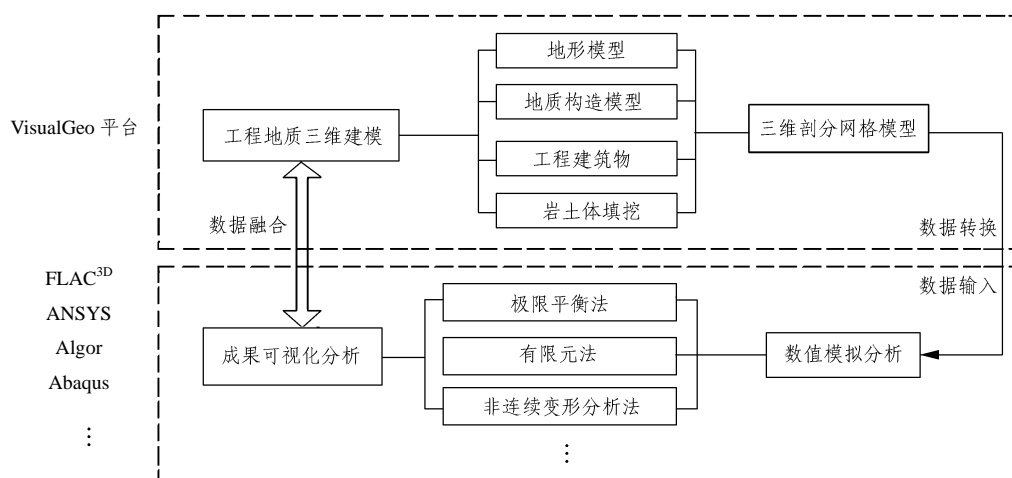 地形模型
地质构造模型
VisualGeo 平台
工程地质三维建模
三维剖分网格模型
工程建筑物
岩土体填挖
数据融合
数据转换
FLAC3D
数据输入
ANSYS
极限平衡法
Algor
成果可视化分析
有限元法
数值模拟分析
Abaqus
非连续变形分析法
⋮
⋮